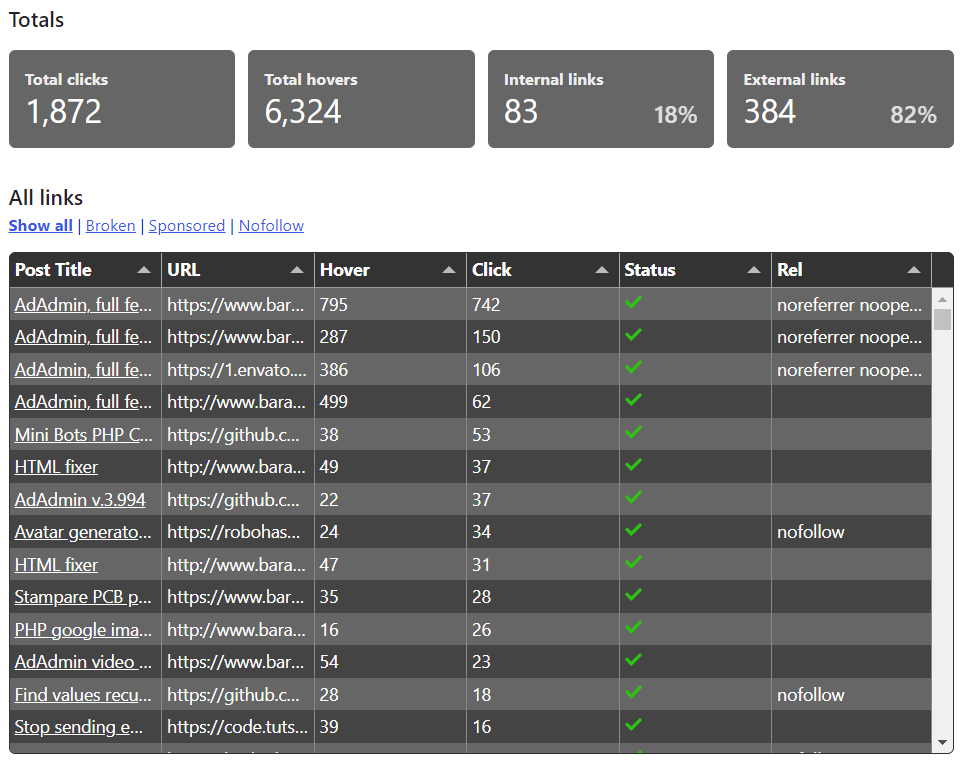 Totals
Total clicks Total hovers Internal links External links
1,872 6,324 83 18% 384 82%
All links
Show all | Broken | Sponsored | Nofollow
Post Title URL Hover Click Status Rel
AdAdmin, full fe... https://www.bar... 795 742 noreferrer noope...
AdAdmin, full fe... https://www.bar... 287 150 noreferrer noope...
AdAdmin, full fe... https://1.envato.... 386 106 noreferrer noope...
AdAdmin, full fe... http://www.bara... 499 62
Mini Bots PHP C... https://github.c... 38 53
HTML fixer http://www.bara... 49 37
AdAdmin v.3.994 https://github.c... 22 37
Avatar generato... https://robohas... 24 34 nofollow
HTML fixer http://www.bara... 47 31
Stampare PCB p... https://www.bar... 35 28
PHP google ima... http://www.bara... 16 26
AdAdmin video ... https://www.bar... 54 23
Find values recu... https://github.c... 28 18 nofollow
Stop sending e... https://code.tuts... 39 16